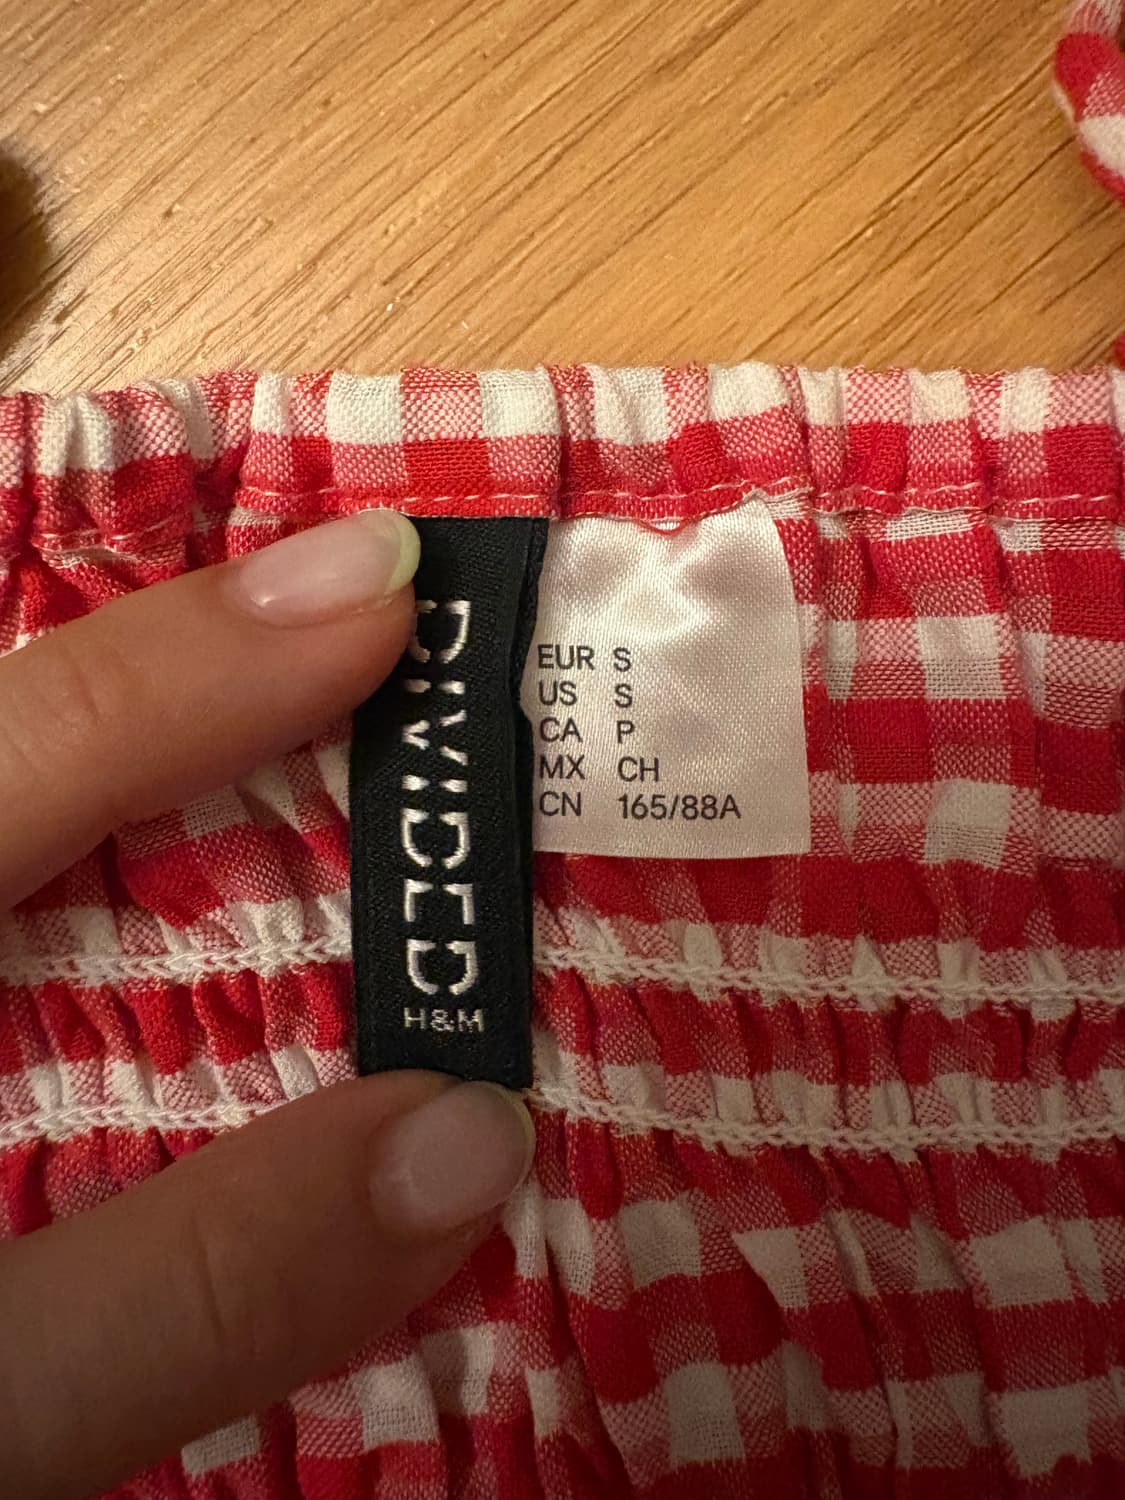 DIVIDED
H&M
EUR S
US S
CA P
MX CH
CN 165/88A